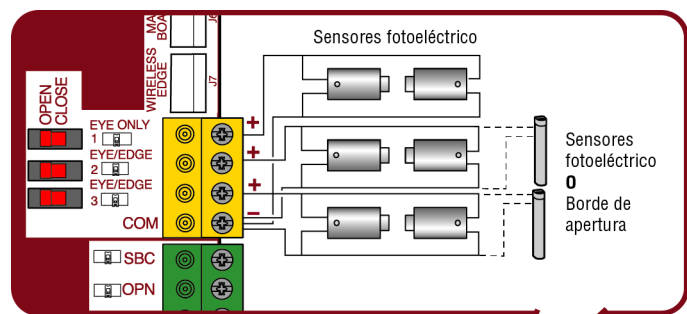 MA
BOA
J6
WIRELESS
EDGE
J7
Sensores fotoeléctrico
OPEN
CLOSE
EYE ONLY
1
EYE/EDGE
2
EYE/EDGE
3
COM
+
+
+
−
Sensores
fotoeléctrico
O
Borde de
apertura
SBC
OPN